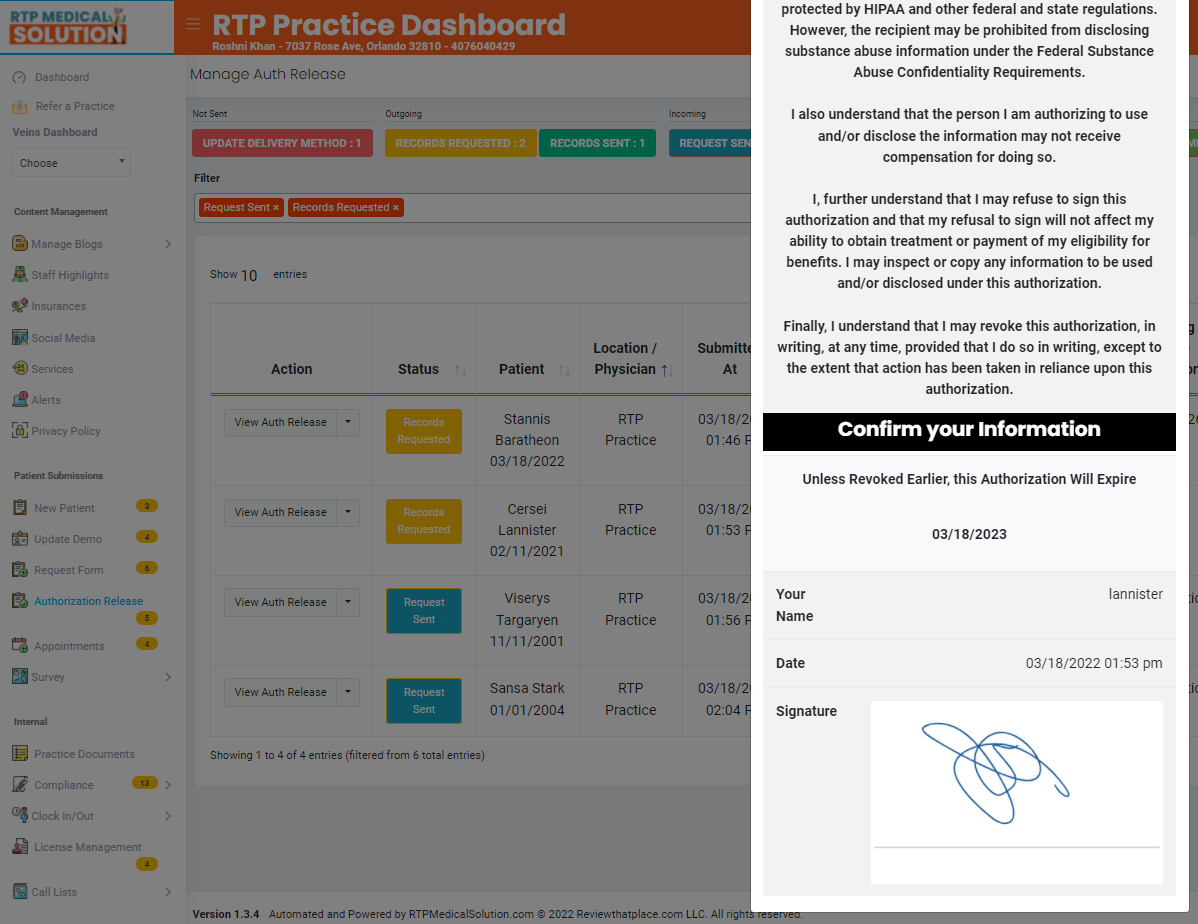 RTP MEDICAL
SOLUTION
RTP Practice Dashboard
Roshni Khan - 7037 Rose Ave, Orlando 32810 - 4076040429
Dashboard
Refer a Practice
Veins Dashboard
Choose
Content Management
Manage Blogs
Staff Highlights
Insurances
Social Media
Services
Alerts
Privacy Policy
Patient Submissions
New Patient 3
Update Demo 4
Request Form 6
Authorization Release
5
Appointments 4
Survey
Internal
Practice Documents
Compliance 13
Clock In/Out
License Management
4
Call Lists
Manage Auth Release
Not Sent Outgoing Incoming
UPDATE DELIVERY METHOD : 1 RECORDS REQUESTED : 2 RECORDS SENT : 1 REQUEST SEN
Filter
Request Sent × Records Requested ×
Show 10 entries
Action Status Patient Location / Physician Submitte At
View Auth Release Records Requested Stannis Baratheon 03/18/2022 RTP Practice 03/18/2 01:46 P
View Auth Release Records Requested Cersei Lannister 02/11/2021 RTP Practice 03/18/2 01:53 P
View Auth Release Request Sent Viserys Targaryen 11/11/2001 RTP Practice 03/18/2 01:56 P
View Auth Release Request Sent Sansa Stark 01/01/2004 RTP Practice 03/18/2 02:04 P
Showing 1 to 4 of 4 entries (filtered from 6 total entries)
Version 1.3.4 Automated and Powered by RTPMedicalSolution.com © 2022 Reviewthatplace.com LLC. All rights reserved.
protected by HIPAA and other federal and state regulations.
However, the recipient may be prohibited from disclosing
substance abuse information under the Federal Substance
Abuse Confidentiality Requirements.
I also understand that the person I am authorizing to use
and/or disclose the information may not receive
compensation for doing so.
I, further understand that I may refuse to sign this
authorization and that my refusal to sign will not affect my
ability to obtain treatment or payment of my eligibility for
benefits. I may inspect or copy any information to be used
and/or disclosed under this authorization.
Finally, I understand that I may revoke this authorization, in
writing, at any time, provided that I do so in writing, except to
the extent that action has been taken in reliance upon this
authorization.
Confirm your Information
Unless Revoked Earlier, this Authorization Will Expire
03/18/2023
Your Name lannister
Date 03/18/2022 01:53 pm
Signature